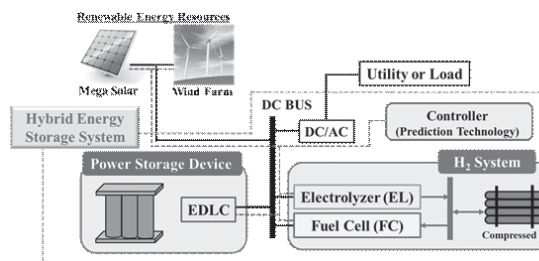 Renewable Energy Resources
Mega Solar
Wind Farm
DC BUS
Utility or Load
Hybrid Energy
Storage System
DC/AC
Controller
(Prediction Technology)
Power Storage Device
H₂ System
EDLC
Electrolyzer (EL)
Fuel Cell (FC)
Compressed